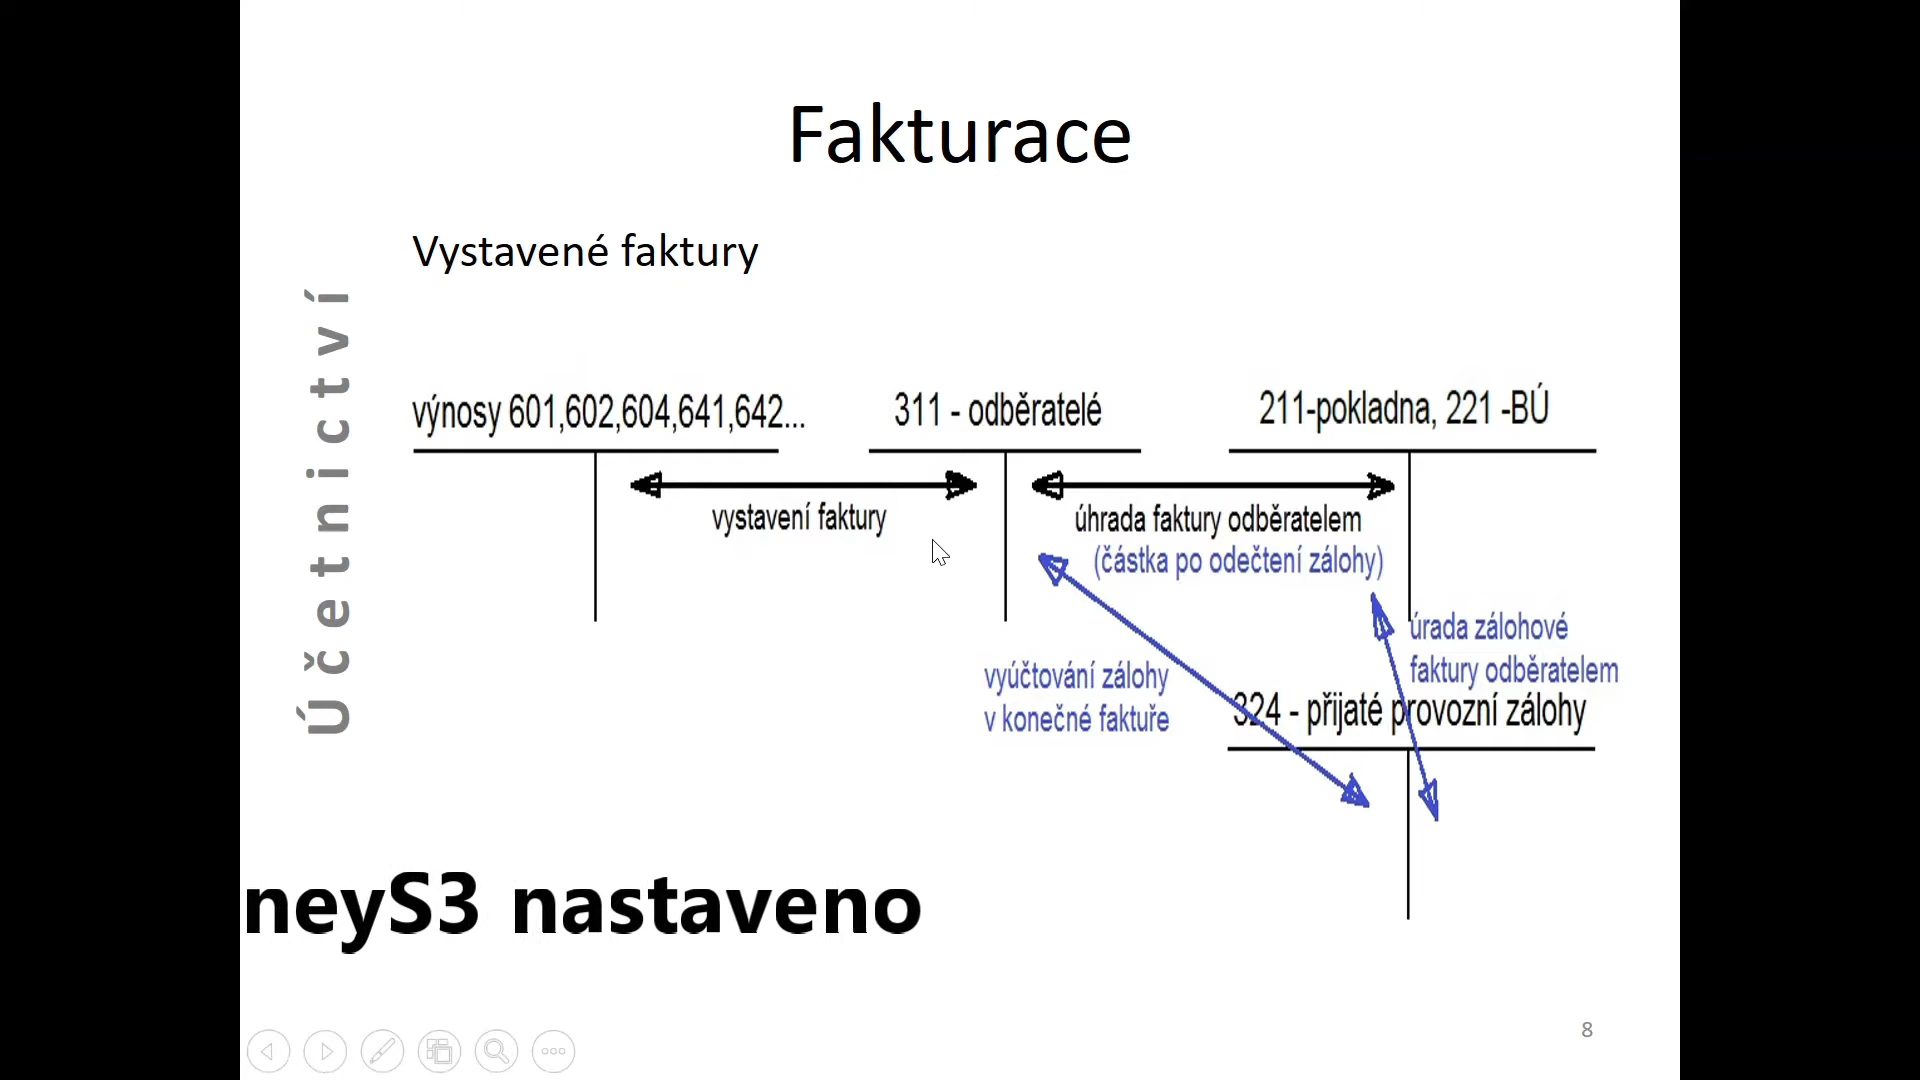 Fakturace
Vystavené faktury
Účetnictví
výnosy 601,602,604,641,642...
311 - odběratelé
211-pokladna, 221 -BÚ
vystavení faktury
úhrada faktury odběratelem
(částka po odečtení zálohy)
úrada zálohové
faktury odběratelem
vyúčtování zálohy
v konečné faktuře
324 - přijaté provozní zálohy
neyS3 nastaveno
8